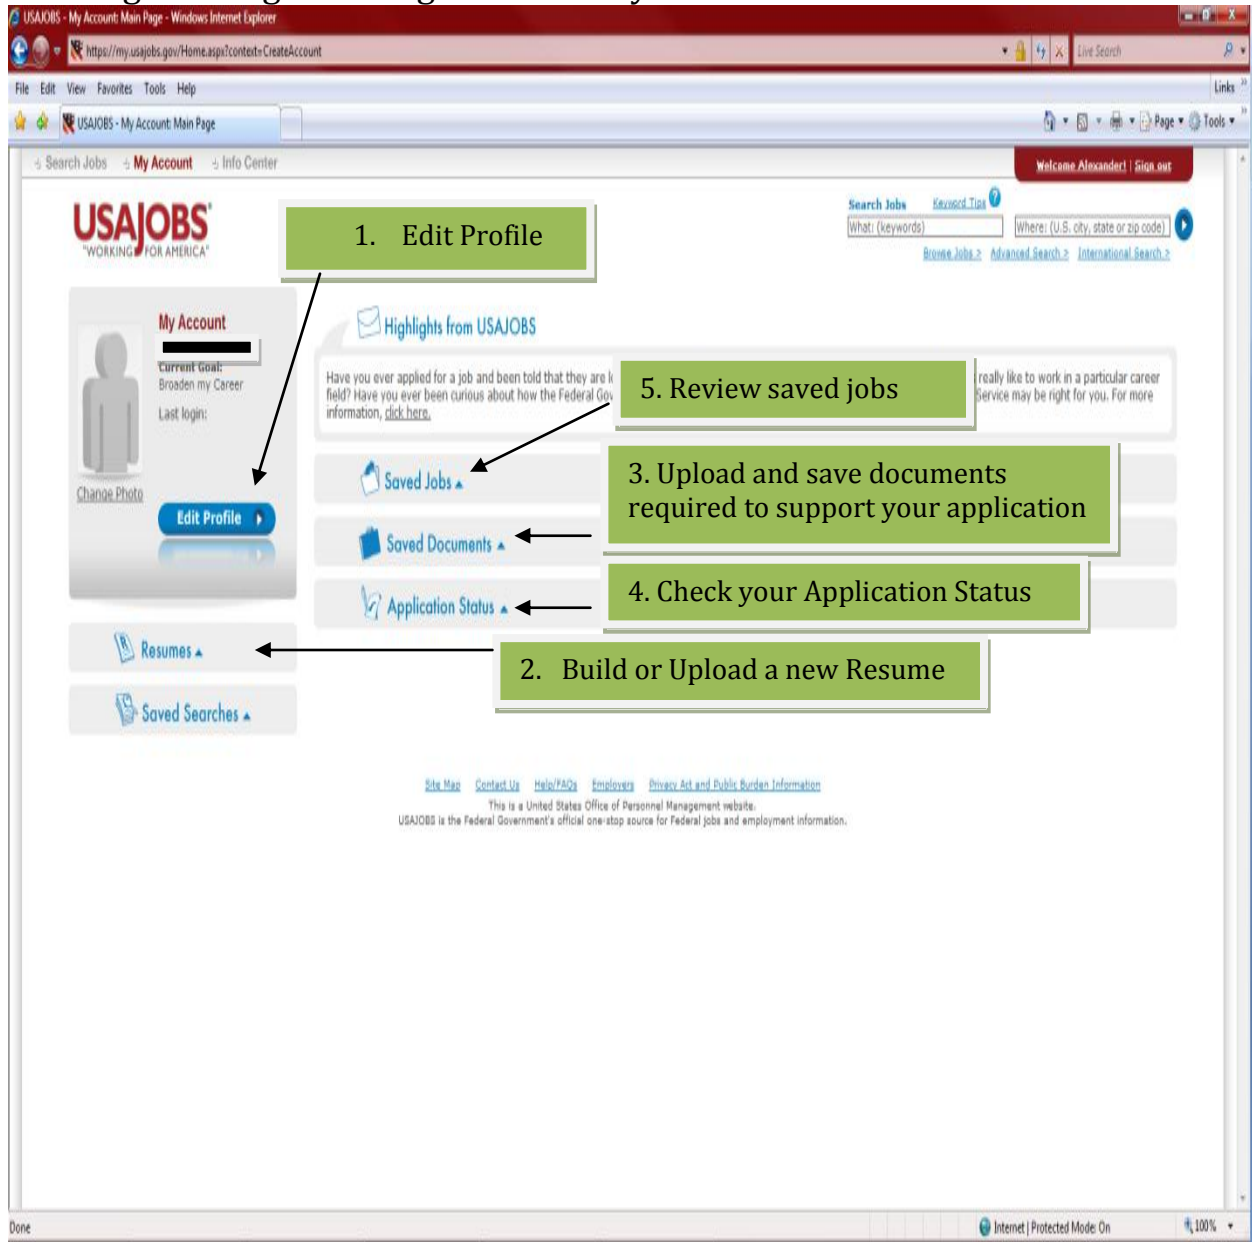 USAJOBS - My Account: Main Page - Windows Internet Explorer
https://my.usajobs.gov/Home.aspx?context=CreateAccount
Live Search
File Edit View Favorites Tools Help
Links
USAJOBS - My Account: Main Page
Page Tools
Search Jobs My Account Info Center
Welcome Alexander! | Sign out
USAJOBS
"WORKING FOR AMERICA"
1. Edit Profile
Search Jobs Keyword Tips
What: (keywords) Where: (U.S. city, state or zip code)
Browse Jobs > Advanced Search > International Search >
My Account
Current Goal:
Broaden my Career
Last login:
Change Photo
Edit Profile
Highlights from USAJOBS
Have you ever applied for a job and been told that they are really like to work in a particular career
field? Have you ever been curious about how the Federal Service may be right for you. For more
information, click here.
5. Review saved jobs
Saved Jobs
3. Upload and save documents
required to support your application
Saved Documents
4. Check your Application Status
Application Status
Resumes
2. Build or Upload a new Resume
Saved Searches
Site Map Contact Us Help/FAQs Employers Privacy Act and Public Burden Information
This is a United States Office of Personnel Management website.
USAJOBS is the Federal Government's official one-stop source for Federal jobs and employment information.
Done
Internet | Protected Mode: On
100%